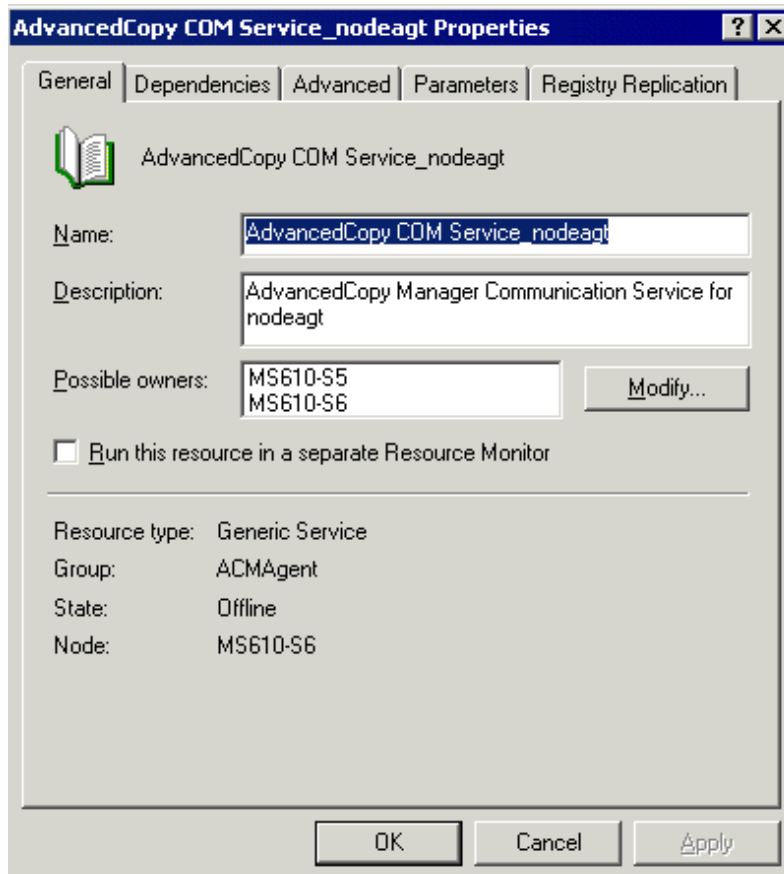 AdvancedCopy COM Service_nodeagt Properties
General Dependencies Advanced Parameters Registry Replication
AdvancedCopy COM Service_nodeagt
Name: AdvancedCopy COM Service_nodeagt
Description: AdvancedCopy Manager Communication Service for
nodeagt
Possible owners: MS610-S5
MS610-S6
Modify...
Run this resource in a separate Resource Monitor
Resource type: Generic Service
Group: ACMAgent
State: Offline
Node: MS610-S6
OK Cancel Apply